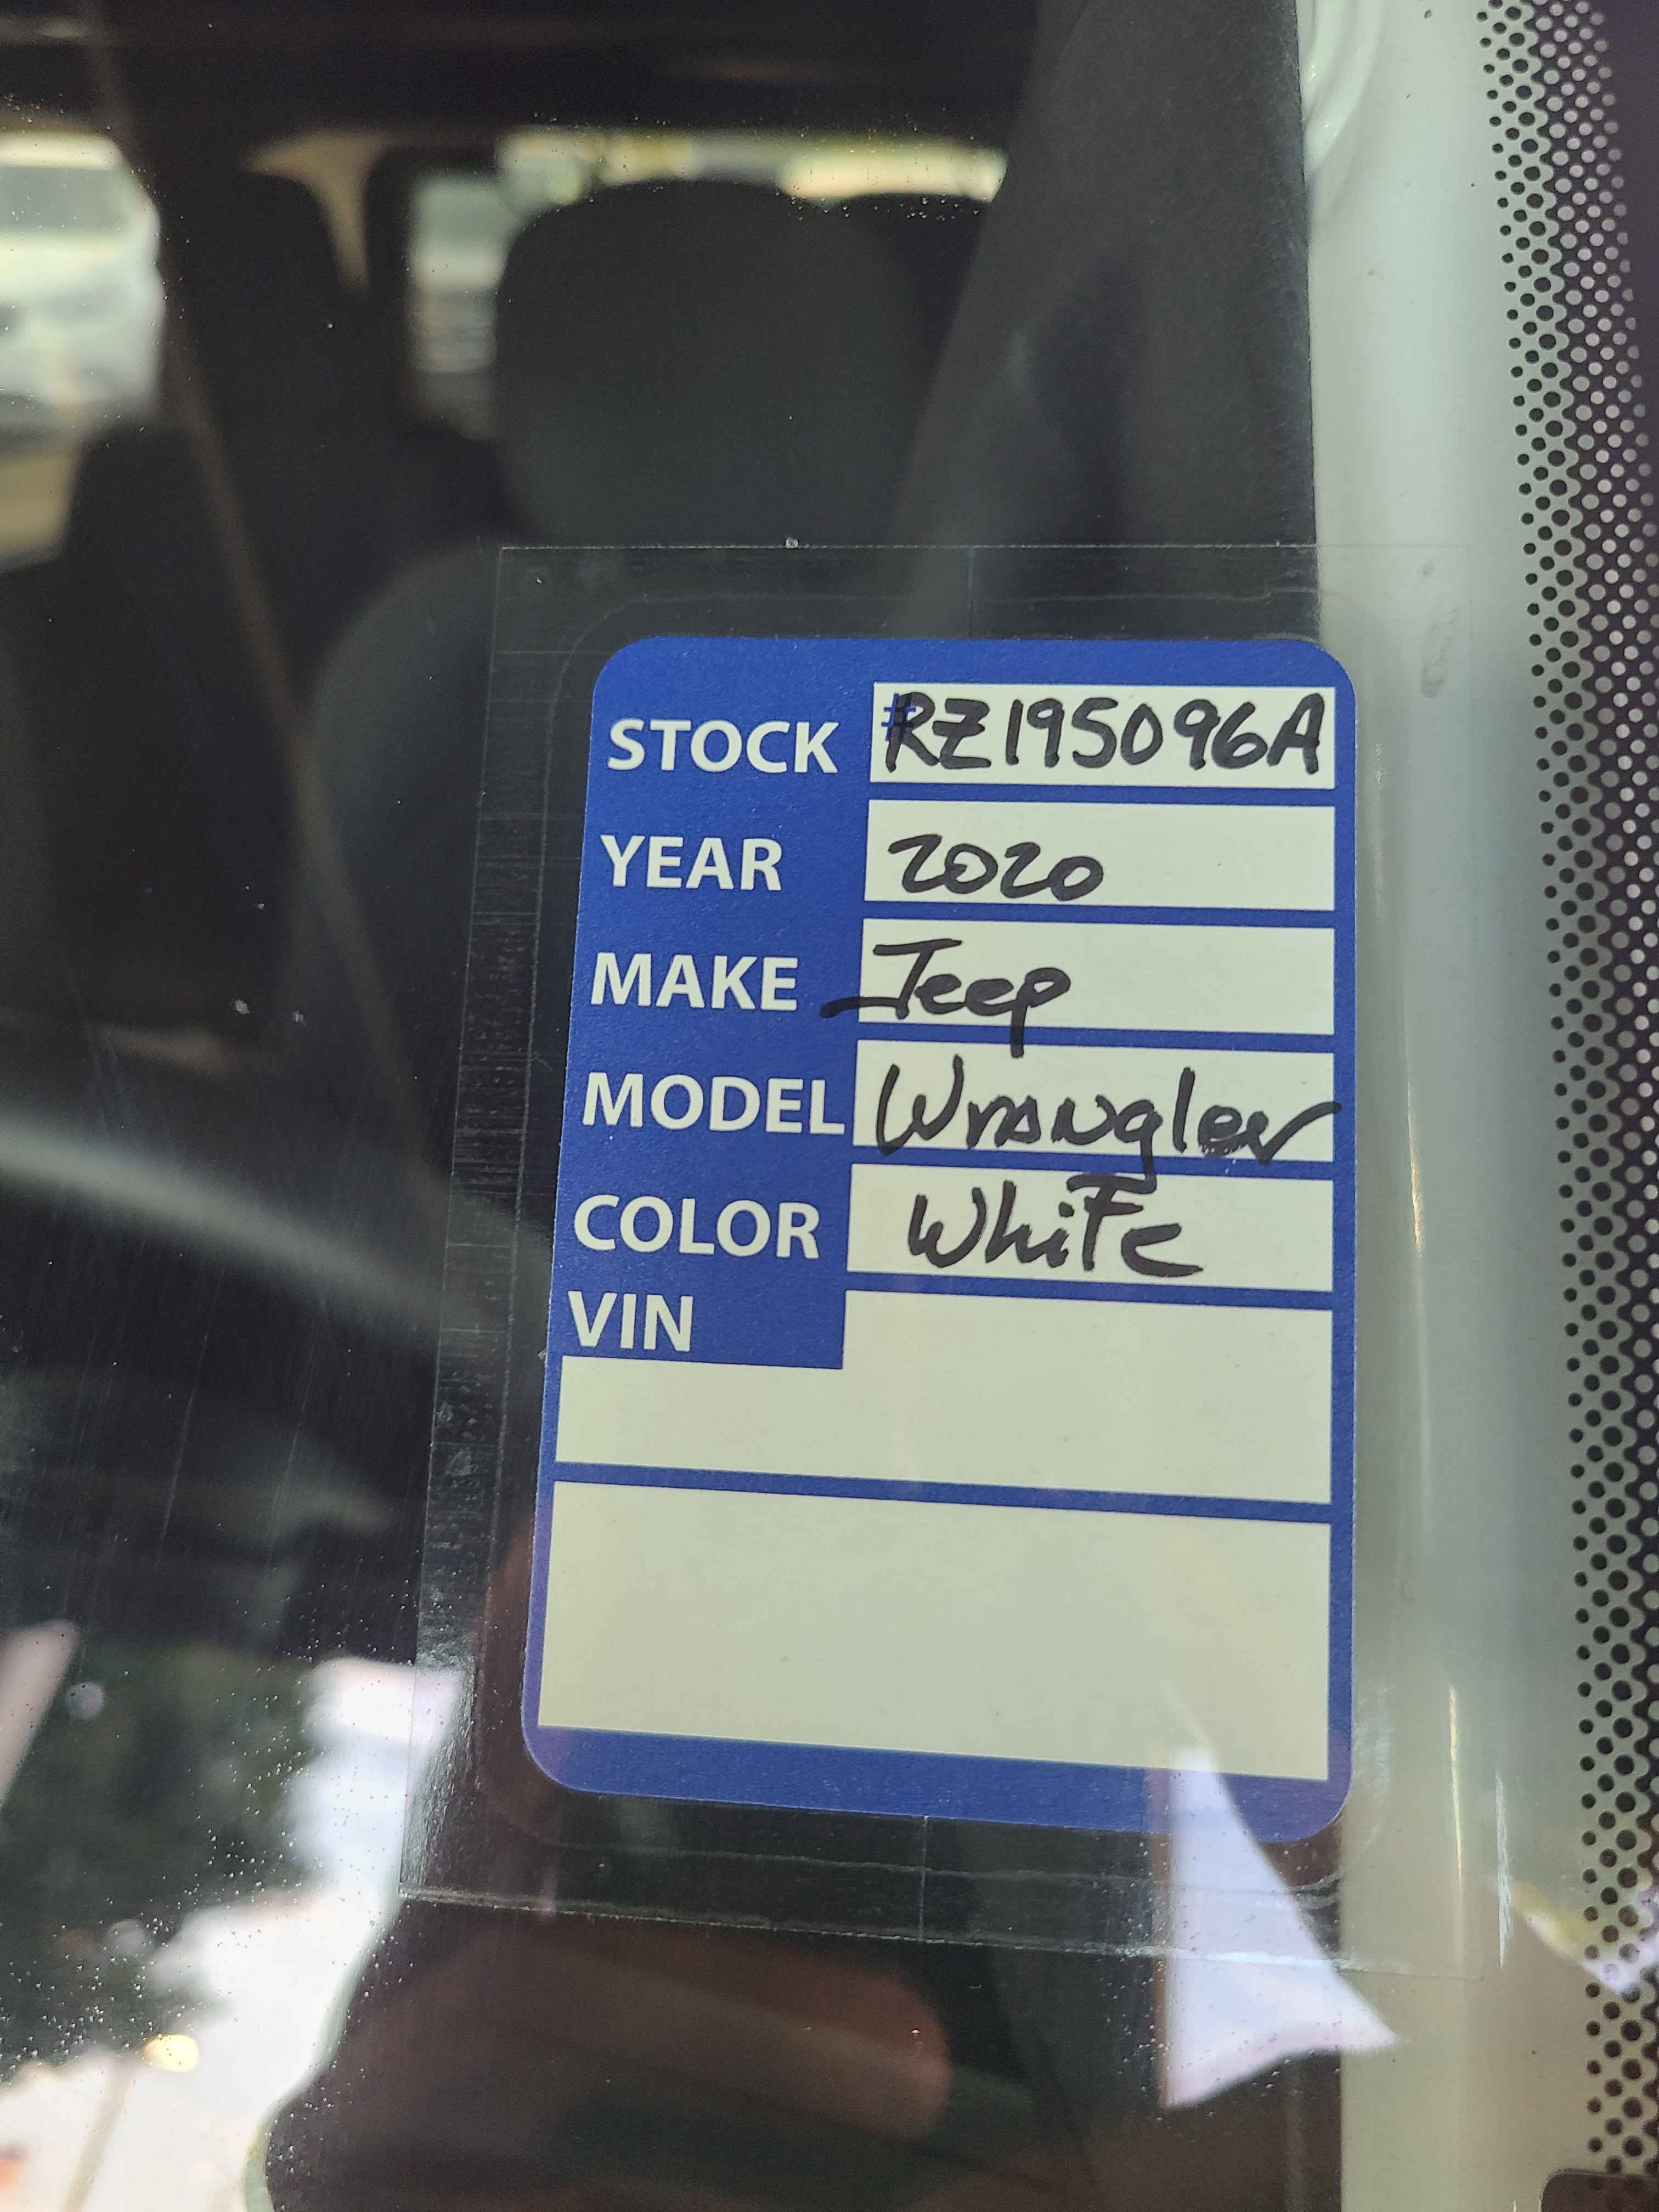 STOCK #RZ195096A
YEAR 2020
MAKE Jeep
MODEL Wrangler
COLOR White
VIN